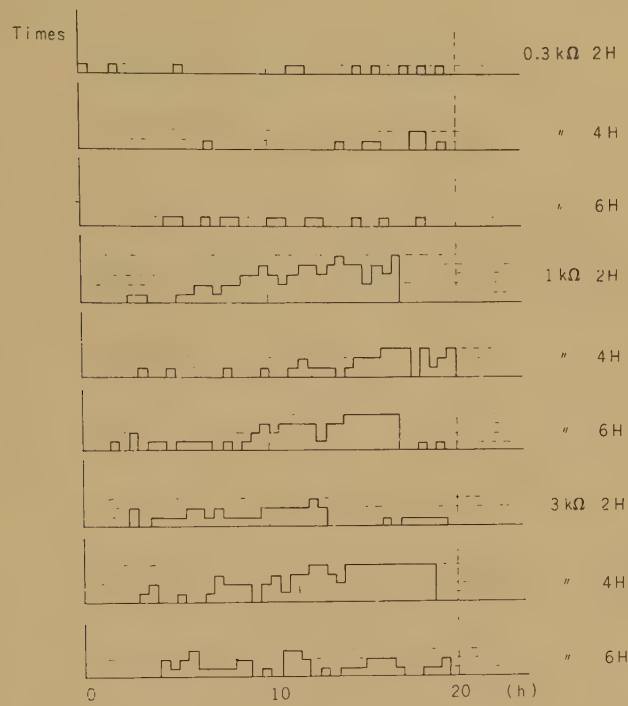 Times
0.3 kΩ 2H
〃 4H
〃 6H
1 kΩ 2H
〃 4H
〃 6H
3 kΩ 2H
〃 4H
〃 6H
0 10 20 (h)